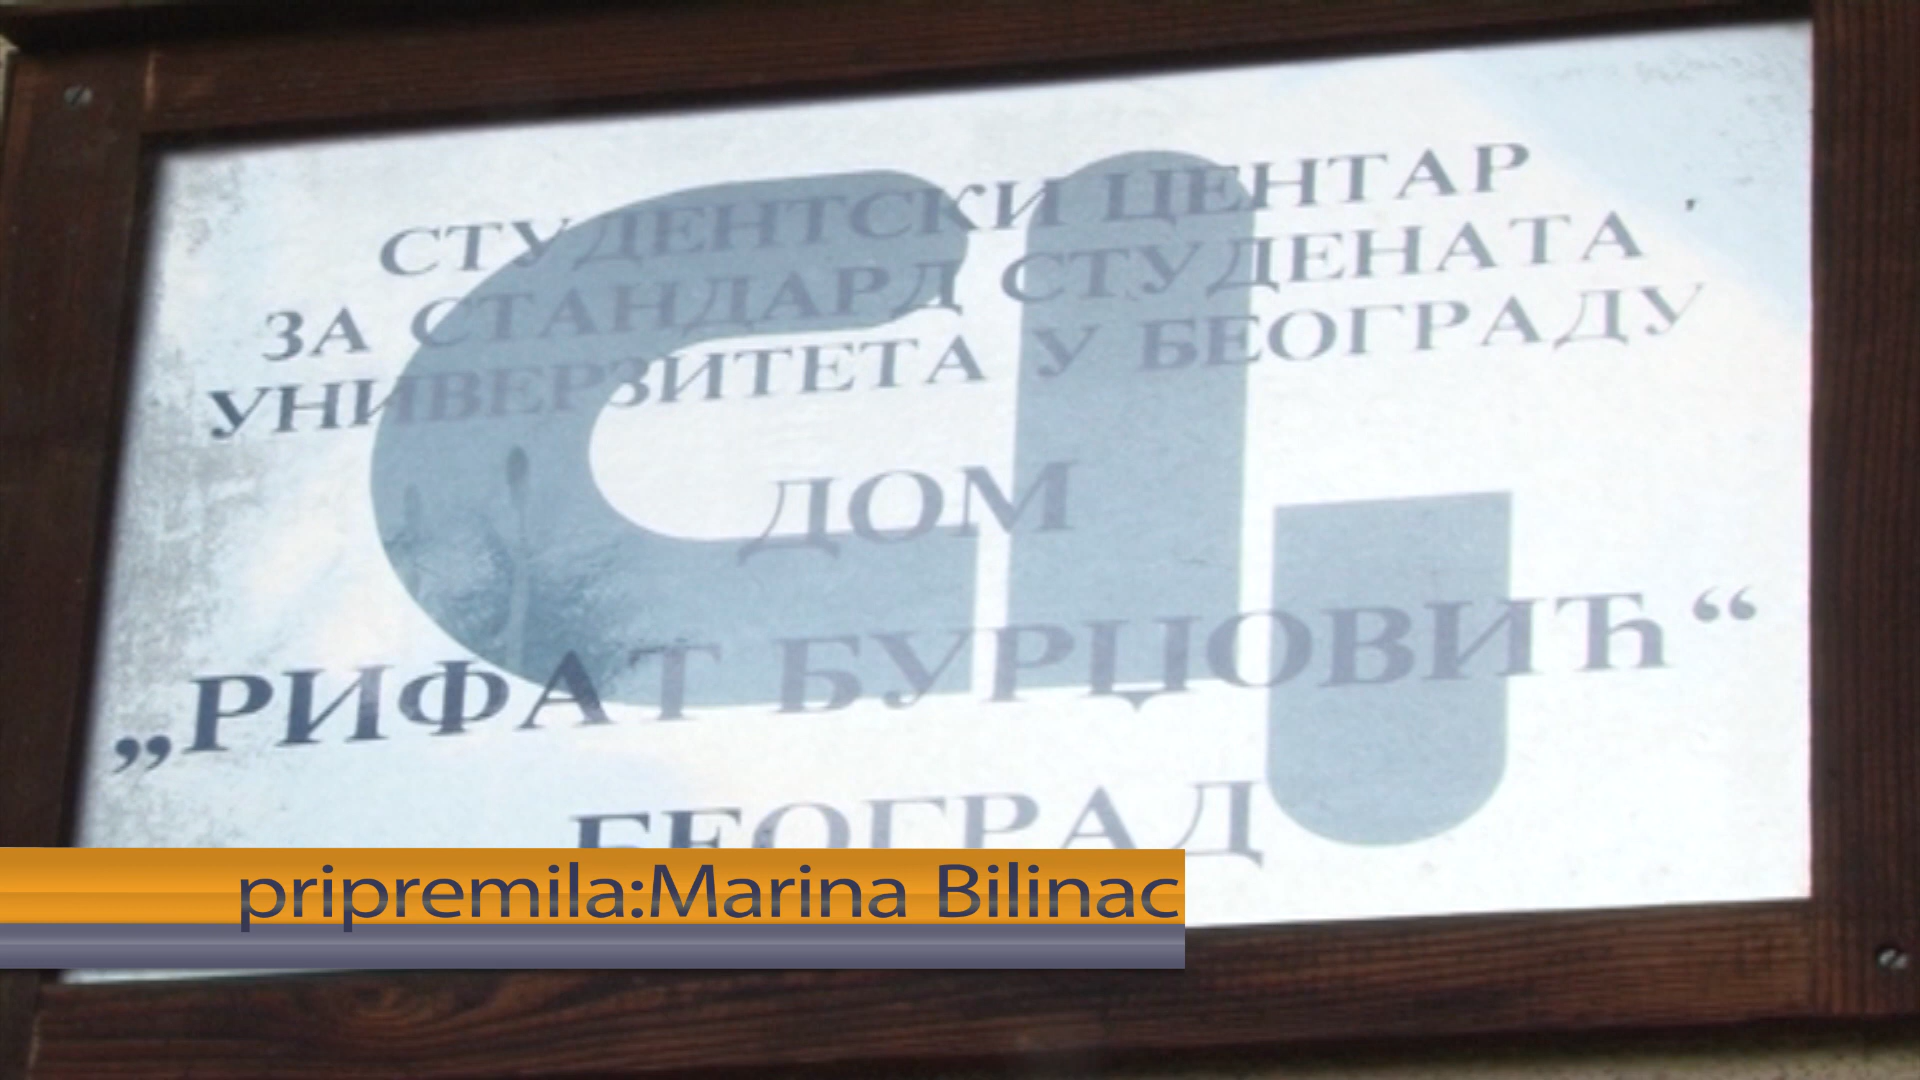 СТУДЕНТСКИ ЦЕНТАР
ЗА СТАНДАРД СТУДЕНАТА
УНИВЕРЗИТЕТА У БЕОГРАДУ
ДОМ
„РИФАТ БУРЏОВИЋ“
БЕОГРАД
pripremila:Marina Bilinac